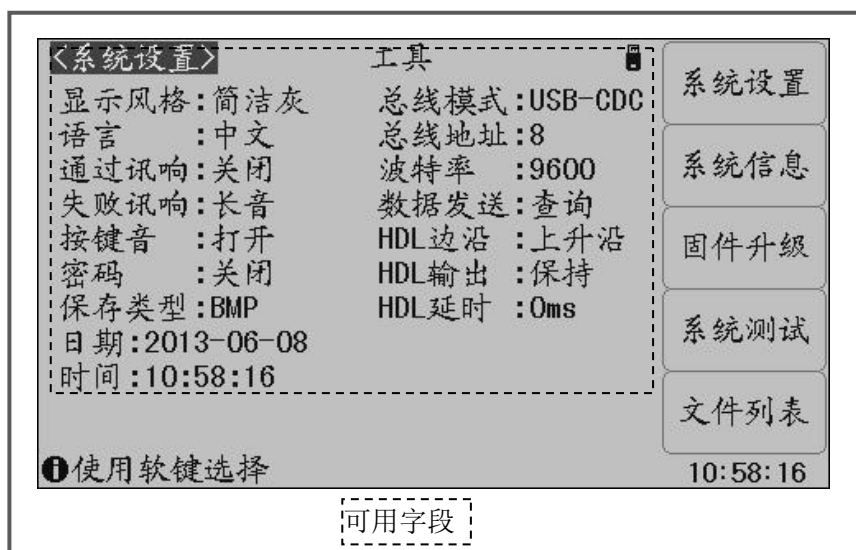 <系统设置> 工具
显示风格:简洁灰 总线模式:USB-CDC
语言 :中文 总线地址:8
通过讯响:关闭 波特率 :9600
失败讯响:长音 数据发送:查询
按键音 :打开 HDL边沿 :上升沿
密码 :关闭 HDL输出 :保持
保存类型:BMP HDL延时 :0ms
日期:2013-06-08
时间:10:58:16
系统设置
系统信息
固件升级
系统测试
文件列表
使用软键选择 10:58:16
可用字段